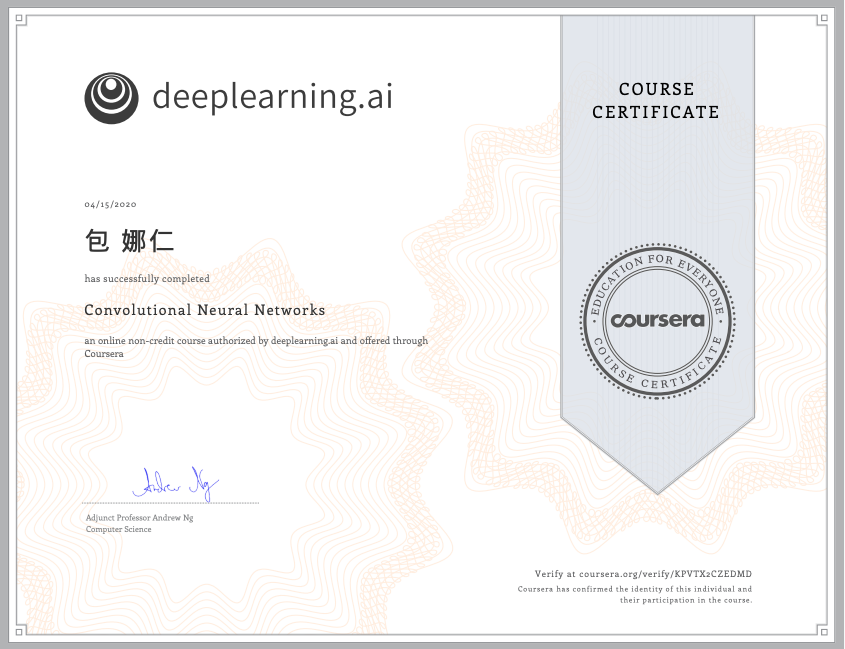 deeplearning.ai
COURSE
CERTIFICATE
04/15/2020
包 娜仁
has successfully completed
Convolutional Neural Networks
an online non-credit course authorized by deeplearning.ai and offered through
Coursera
EDUCATION FOR EVERYONE
coursera
COURSE CERTIFICATE
Andrew Ng
Adjunct Professor Andrew Ng
Computer Science
Verify at coursera.org/verify/KPVTX2CZEDMD
Coursera has confirmed the identity of this individual and
their participation in the course.